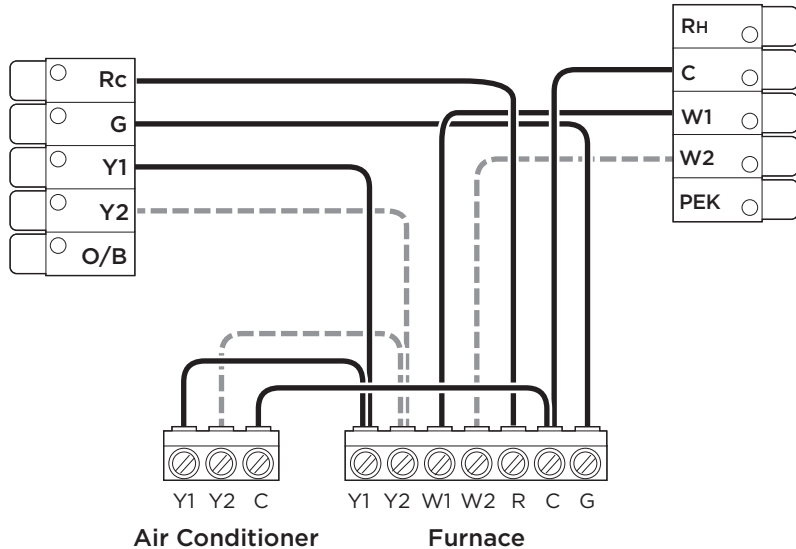 Rc
G
Y1
Y2
O/B
RH
C
W1
W2
PEK
Y1 Y2 C
Air Conditioner
Y1 Y2 W1 W2 R C G
Furnace